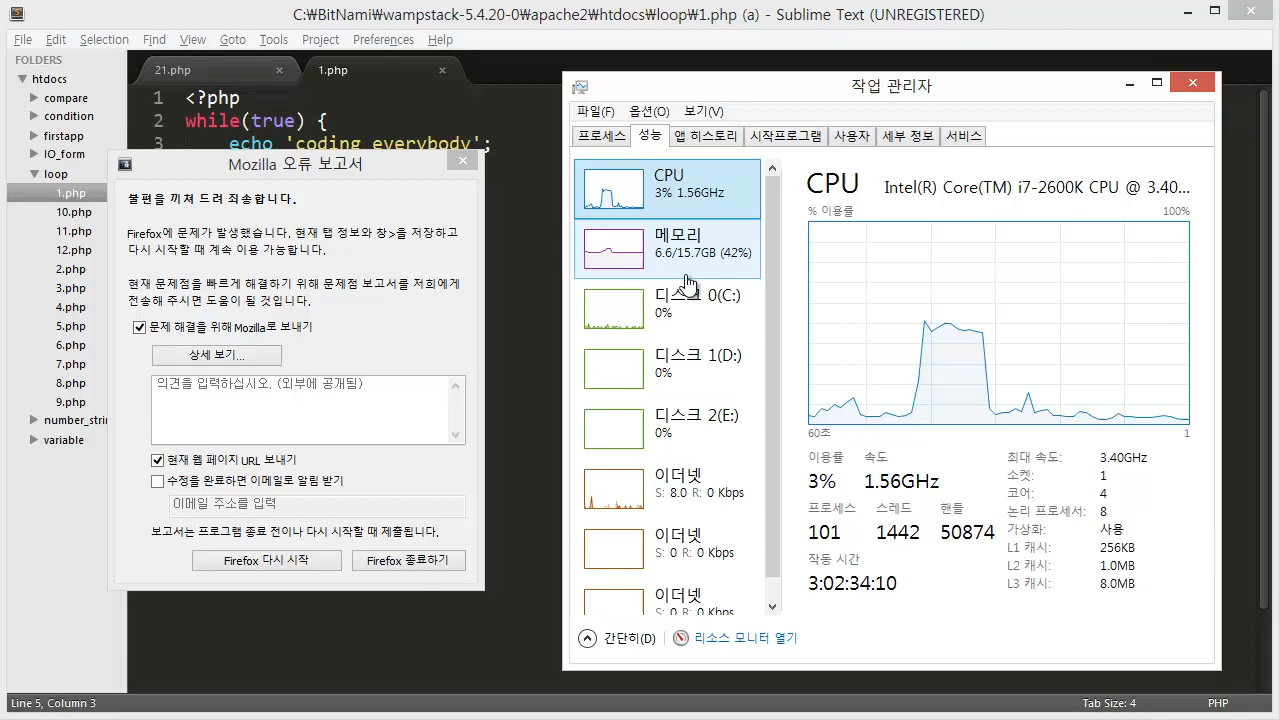 C:₩BitNami₩wampstack-5.4.20-0₩apache2₩htdocs₩loop₩1.php (a) - Sublime Text (UNREGISTERED)
File Edit Selection Find View Goto Tools Project Preferences Help
FOLDERS
htdocs
compare
condition
firstapp
IO_form
loop
1.php
10.php
11.php
12.php
2.php
3.php
4.php
5.php
6.php
7.php
8.php
9.php
number_strin
variable
21.php
1.php
1 <?php
2 while(true) {
3 echo 'coding everybody';
Mozilla 오류 보고서
불편을 끼쳐 드려 죄송합니다.
Firefox에 문제가 발생했습니다. 현재 탭 정보와 창>을 저장하고
다시 시작할 때 계속 이용 가능합니다.
현재 문제점을 빠르게 해결하기 위해 문제점 보고서를 저희에게
전송해 주시면 도움이 될 것입니다.
문제 해결을 위해 Mozilla로 보내기
상세 보기...
의견을 입력하십시오. (외부에 공개됨)
현재 웹 페이지 URL 보내기
수정을 완료하면 이메일로 알림 받기
이메일 주소를 입력
보고서는 프로그램 종료 전이나 다시 시작할 때 제출됩니다.
Firefox 다시 시작
Firefox 종료하기
작업 관리자
파일(F) 옵션(O) 보기(V)
프로세스 성능 앱 히스토리 시작프로그램 사용자 세부 정보 서비스
CPU
3% 1.56GHz
메모리
6.6/15.7GB (42%)
디스크 0(C:)
0%
디스크 1(D:)
0%
디스크 2(E:)
0%
이더넷
S: 8.0 R: 0 Kbps
이더넷
S: 0 R: 0 Kbps
이더넷
S: 0 R: 0 Kbps
CPU Intel(R) Core(TM) i7-2600K CPU @ 3.40...
% 이용률 100%
60초 1
이용률 속도
3% 1.56GHz
프로세스 스레드 핸들
101 1442 50874
작동 시간
3:02:34:10
최대 속도: 3.40GHz
소켓: 1
코어: 4
논리 프로세서: 8
가상화: 사용
L1 캐시: 256KB
L2 캐시: 1.0MB
L3 캐시: 8.0MB
간단히(D) 리소스 모니터 열기
Line 5, Column 3
Tab Size: 4
PHP